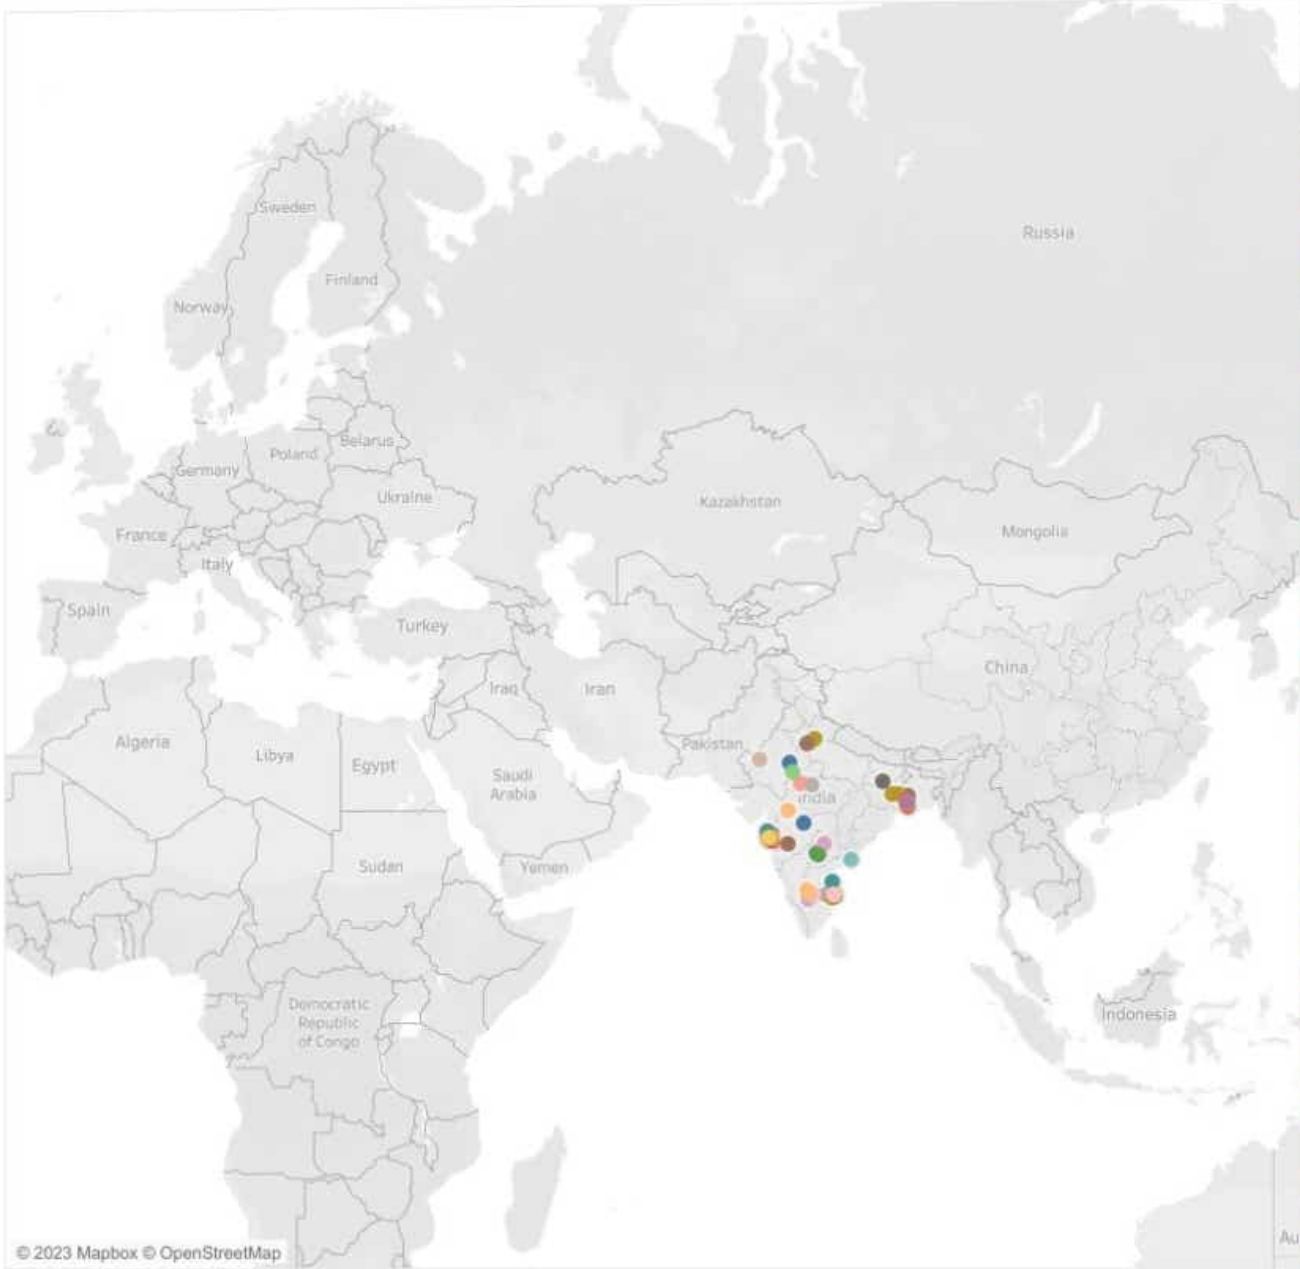 Sweden
Russia
Finland
Norway
Belarus
Poland
Germany
Ukraine
Kazakhstan
France
Mongolia
Italy
Spain
Turkey
China
Iraq
Iran
Algeria
Pakistan
Libya
Egypt
Saudi
Arabia
India
Sudan
Yemen
Democratic
Republic
of Congo
Indonesia
Au
© 2023 Mapbox © OpenStreetMap